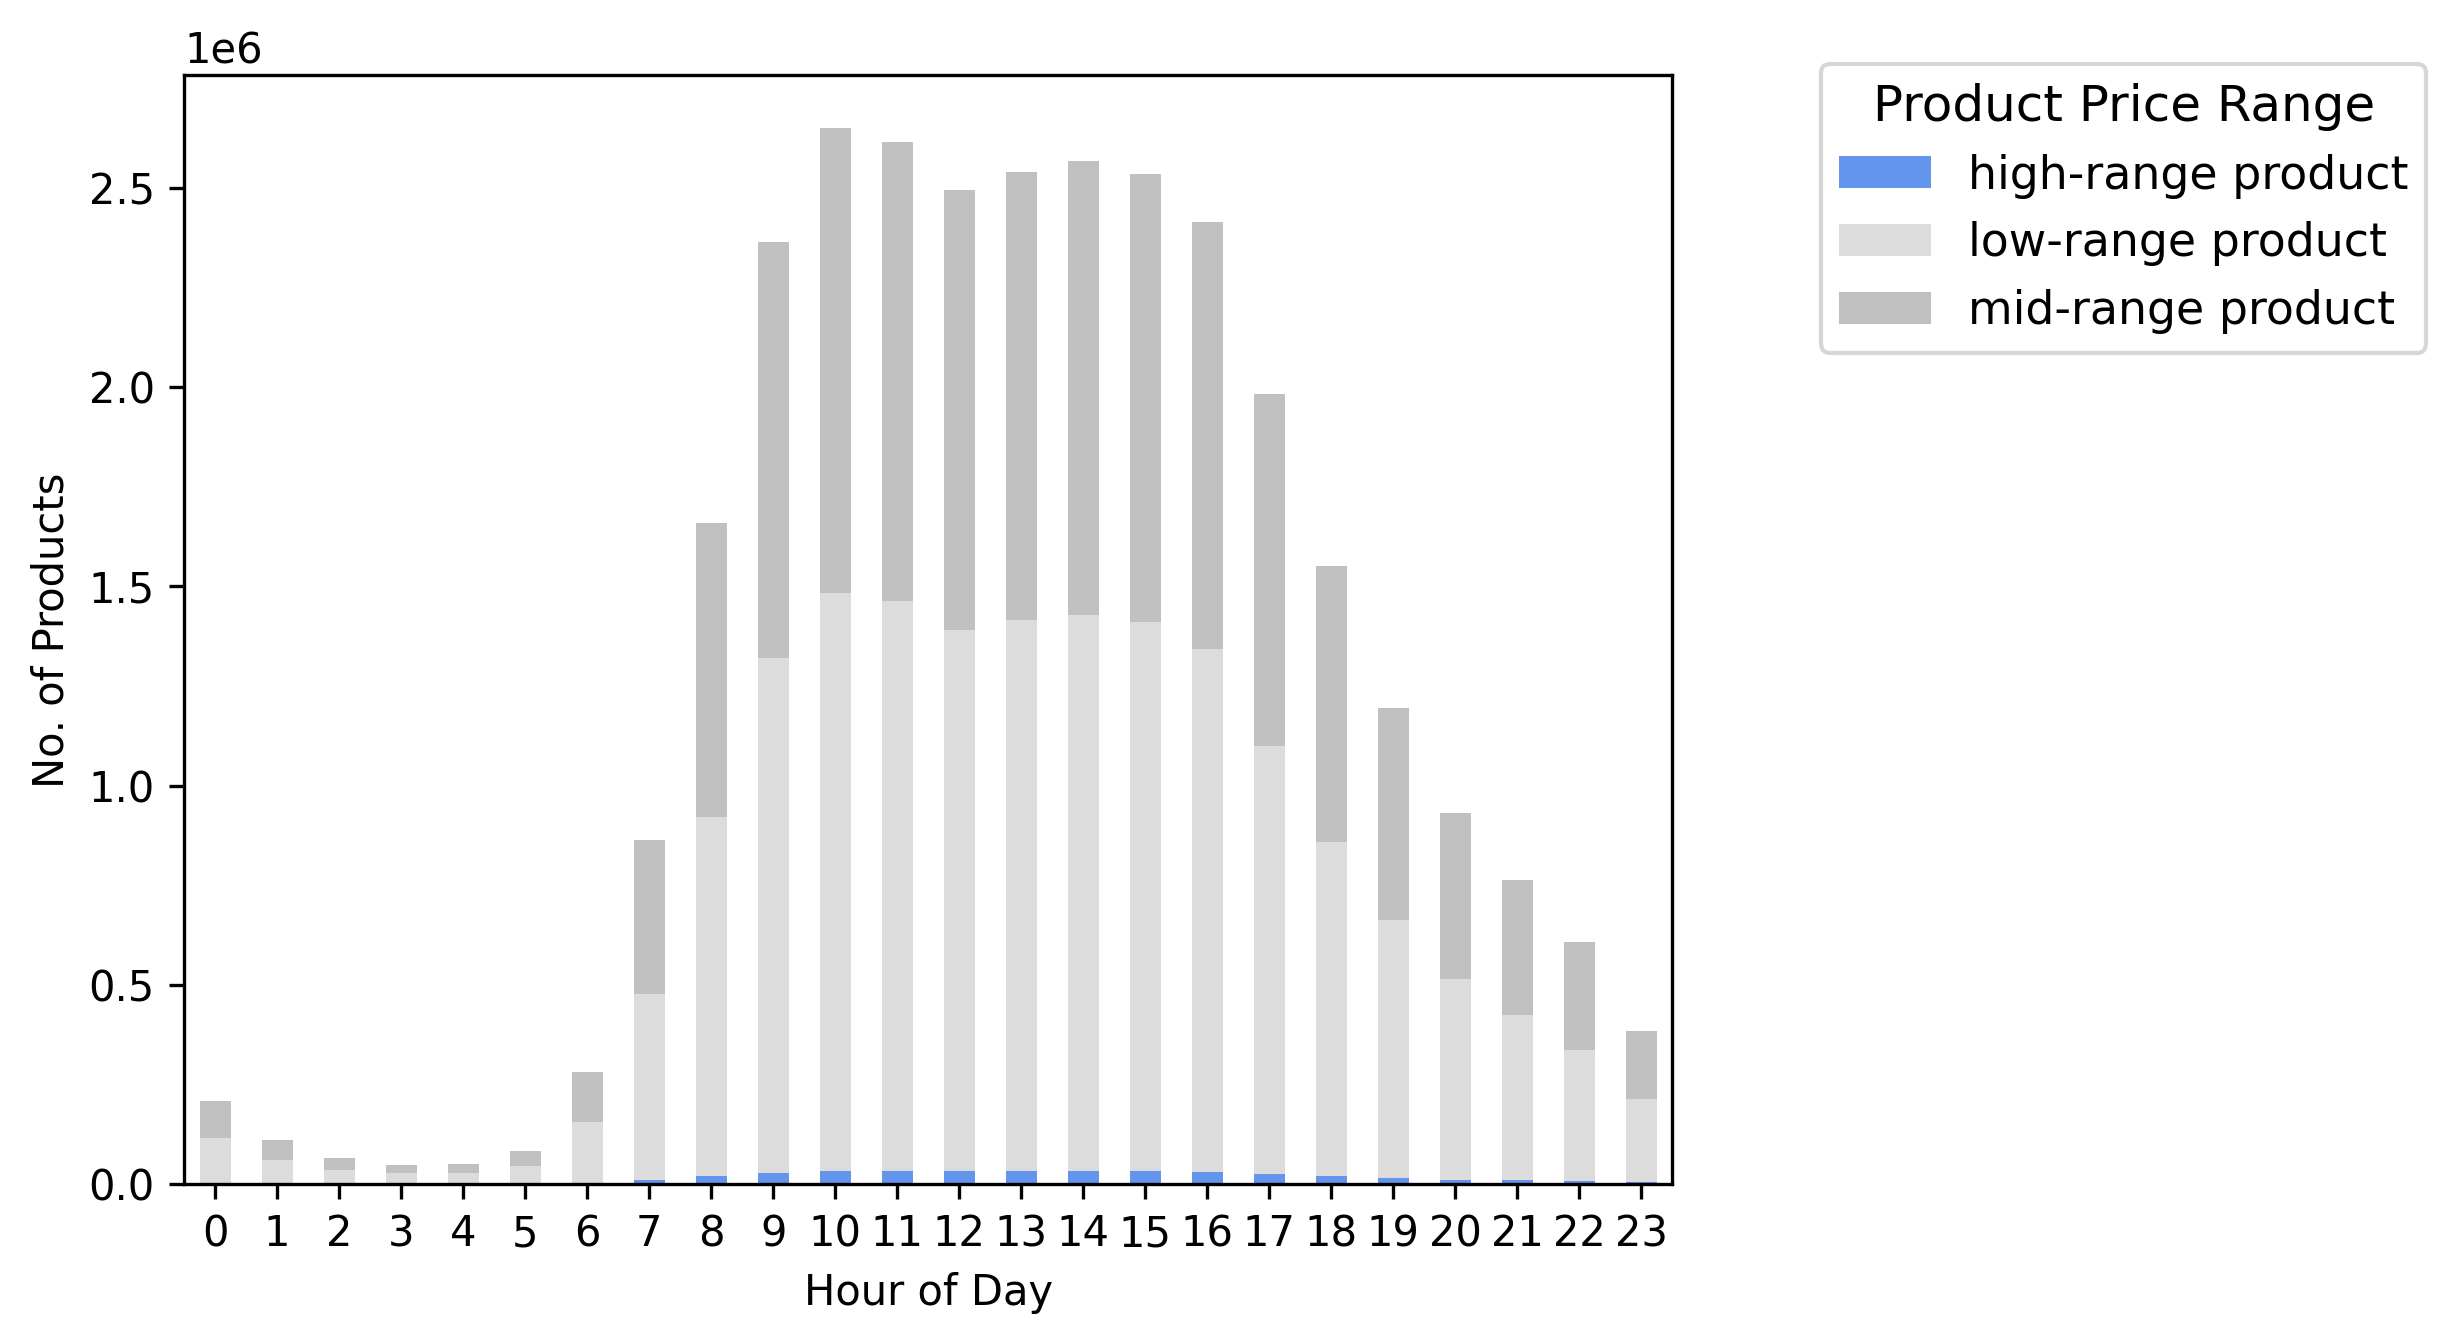 1e6
2.5
2.0
1.5
1.0
0.5
0.0
No. of Products
0 1 2 3 4 5 6 7 8 9 10 11 12 13 14 15 16 17 18 19 20 21 22 23
Hour of Day
Product Price Range
high-range product
low-range product
mid-range product